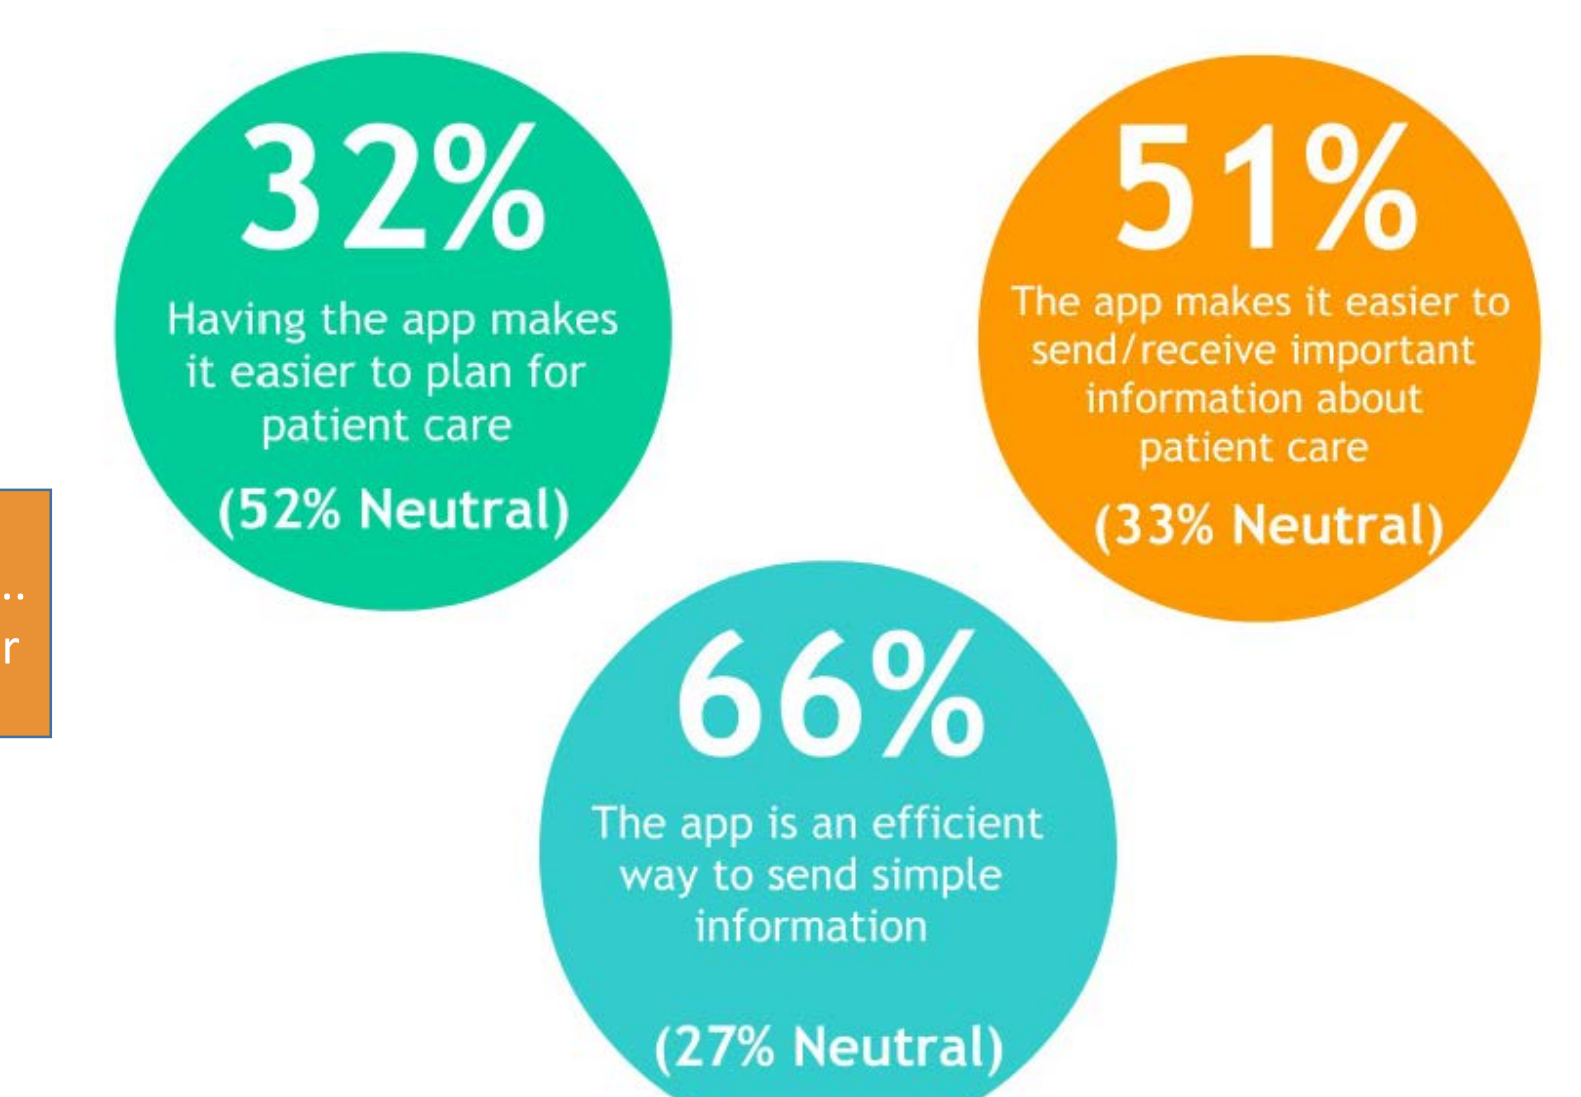 32%
Having the app makes
it easier to plan for
patient care
(52% Neutral)
51%
The app makes it easier to
send/receive important
information about
patient care
(33% Neutral)
..
r
66%
The app is an efficient
way to send simple
information
(27% Neutral)